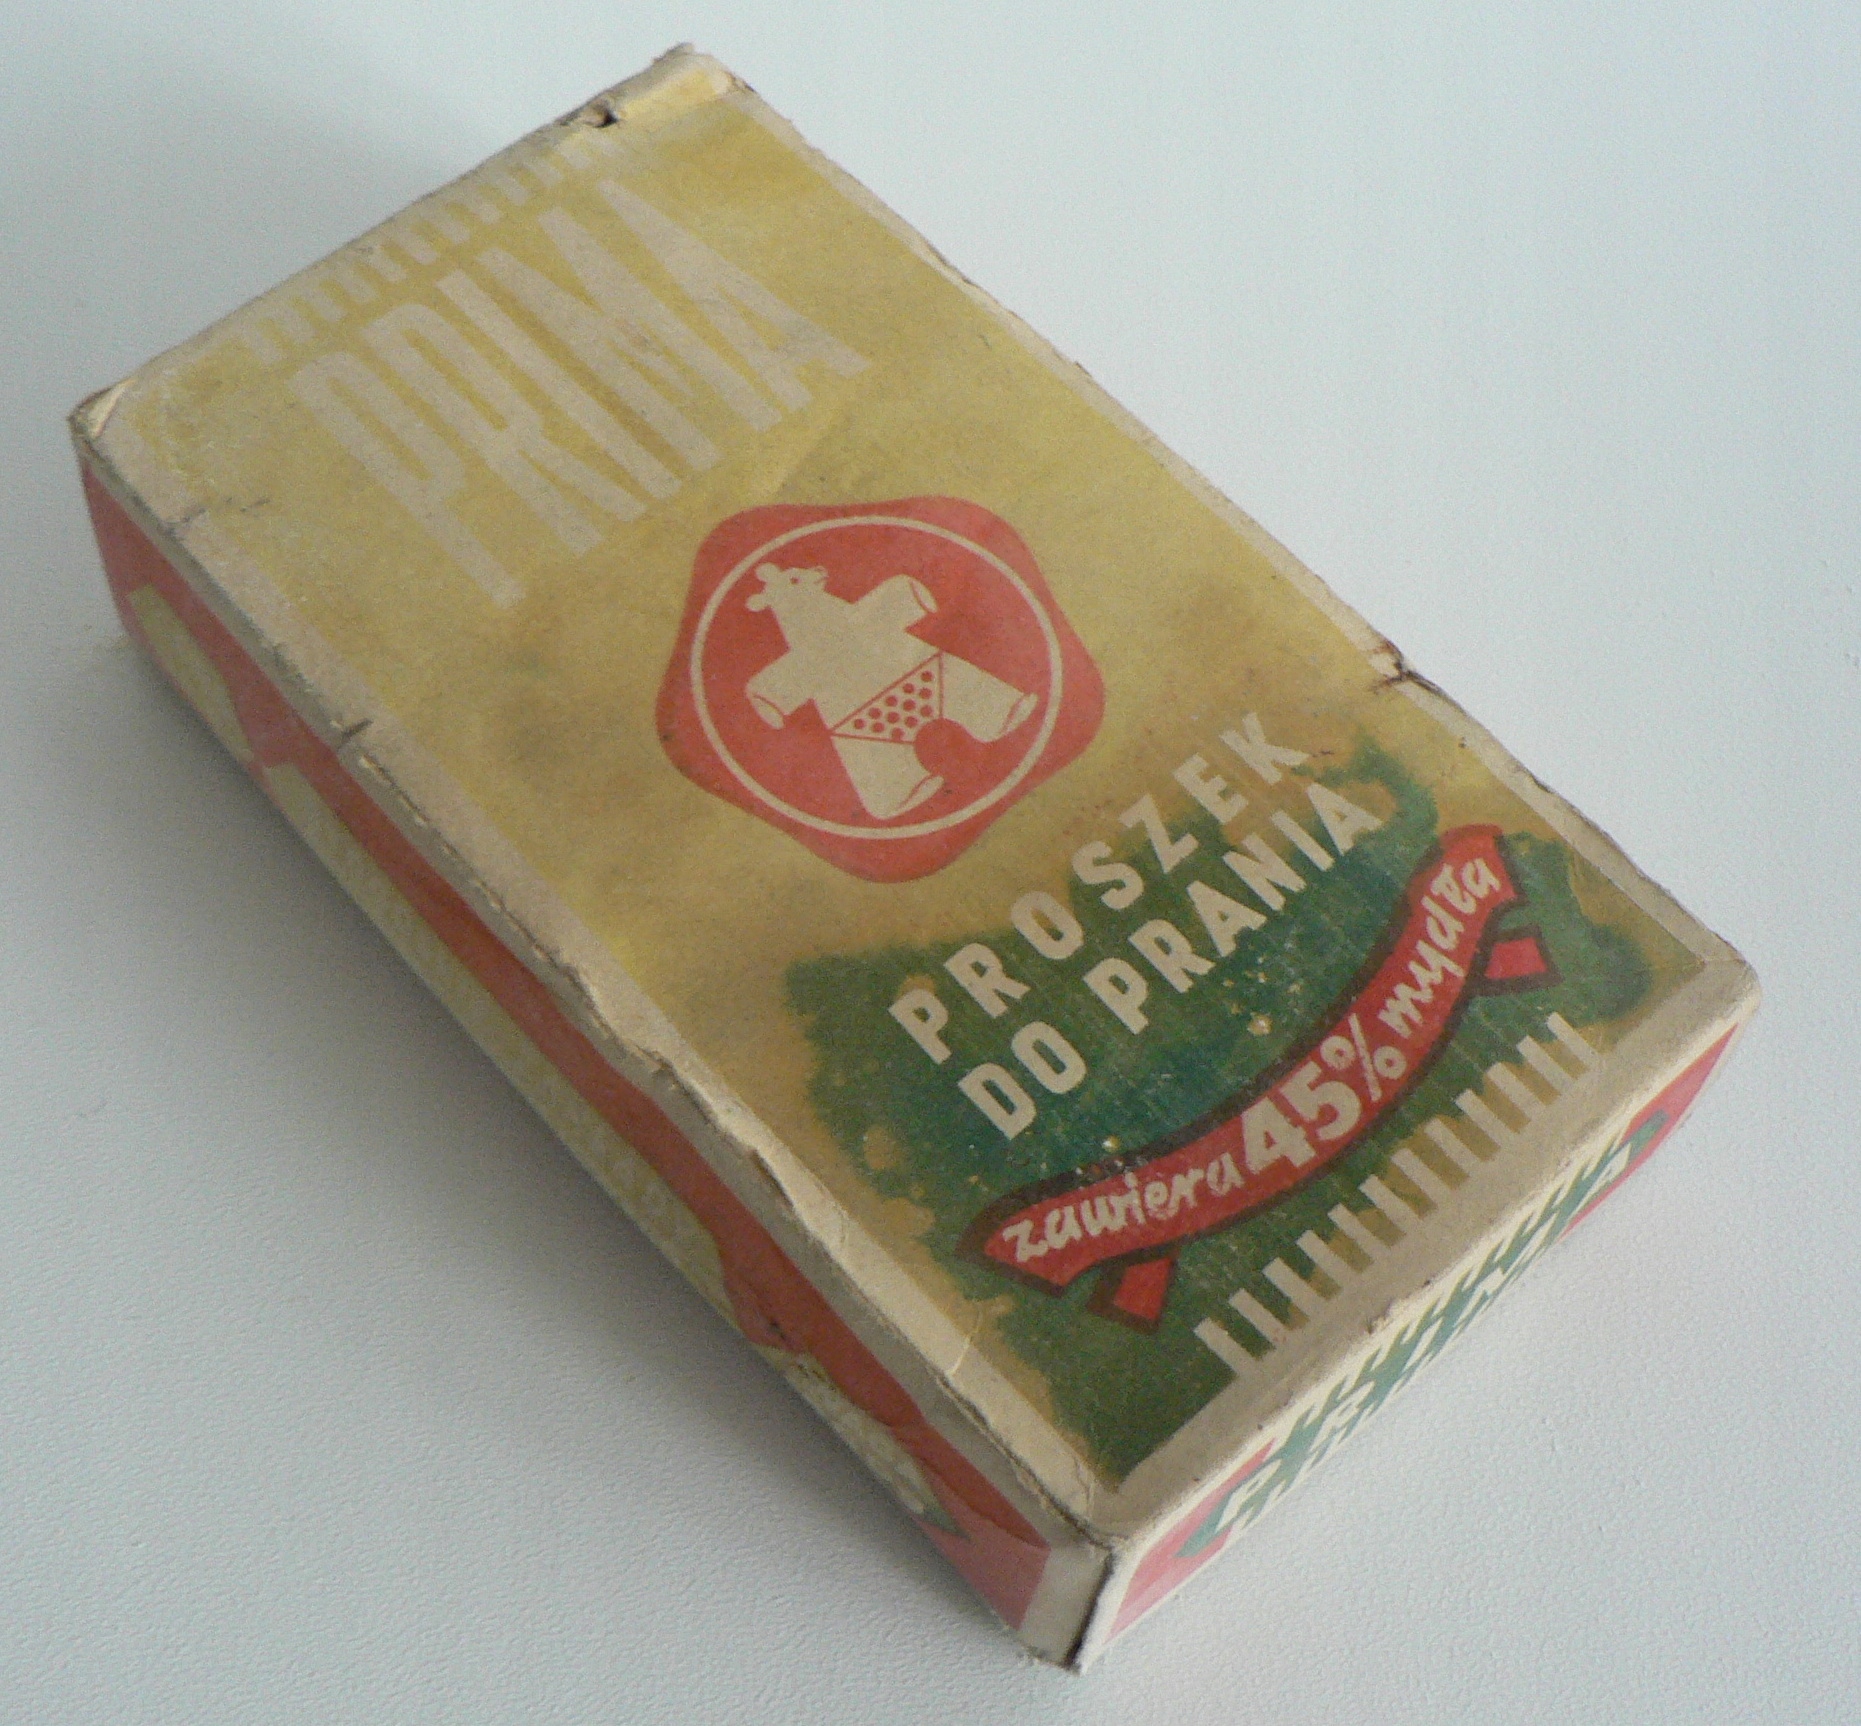 PRIMA
PROSZEK
DO PRANIA
zawiera 45% mydła